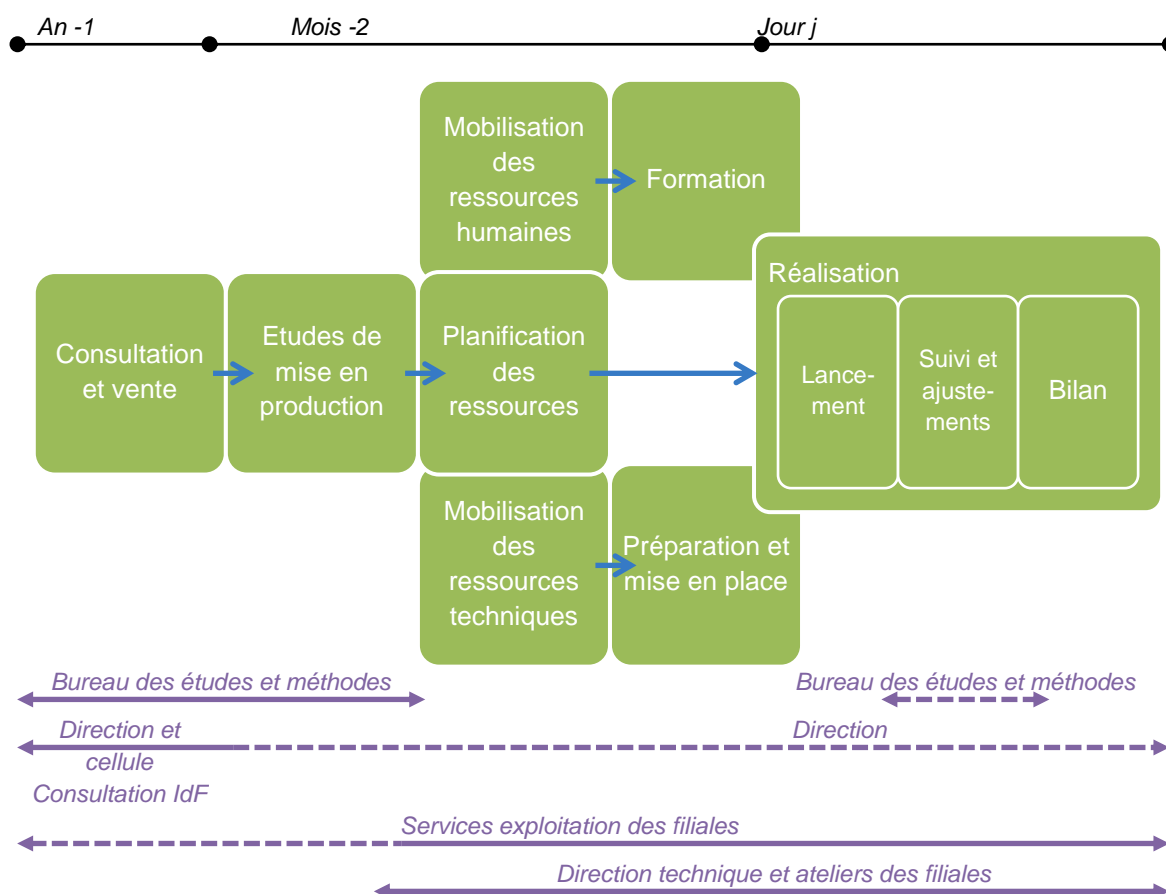 An -1
Mois -2
Jour j
Mobilisation
des
ressources
humaines
Formation
Consultation
et vente
Etudes de
mise en
production
Planification
des
ressources
Réalisation
Lance-
ment
Suivi et
ajuste-
ments
Bilan
Mobilisation
des
ressources
techniques
Préparation et
mise en place
Bureau des études et méthodes
Bureau des études et méthodes
Direction et
cellule
Consultation IdF
Direction
Services exploitation des filiales
Direction technique et ateliers des filiales